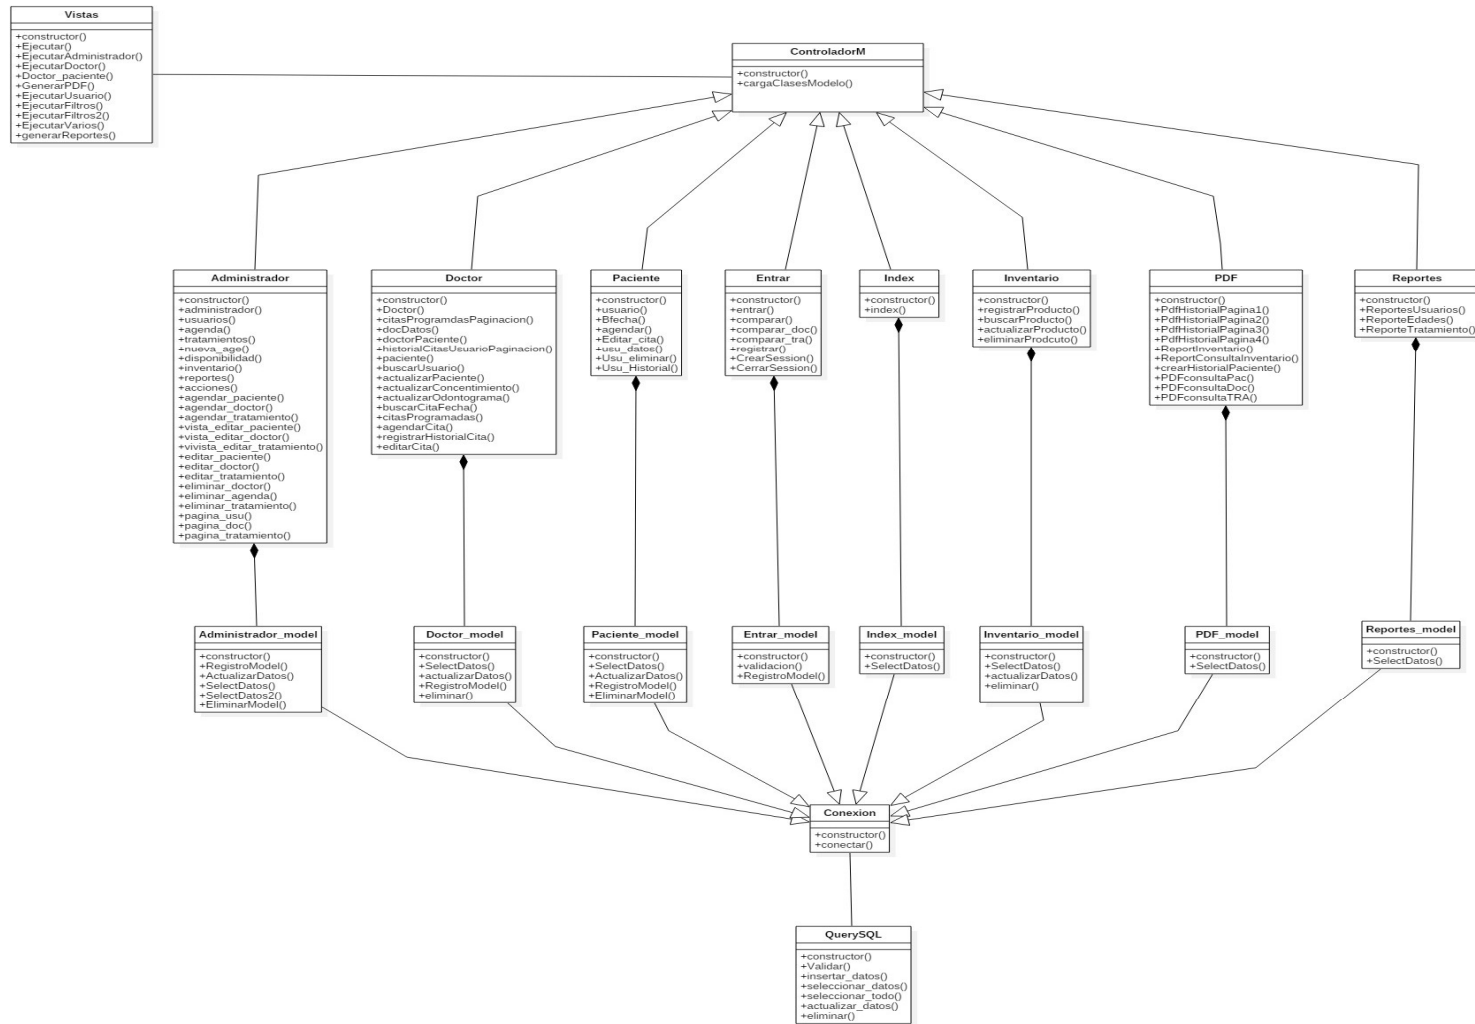 Vistas
+constructor()
+Ejecutar()
+EjecutarAdministrador()
+EjecutarDoctor()
+Doctor_paciente()
+GenerarPDF()
+EjecutarUsuario()
+EjecutarFiltros()
+EjecutarFiltros2()
+EjecutarVarios()
+generarReportes()
ControladorM
+constructor()
+cargaClasesModelo()
Administrador
+constructor()
+administrador()
+usuarios()
+agenda()
+tratamientos()
+nueva_age()
+disponibilidad()
+inventario()
+reportes()
+acciones()
+agendar_paciente()
+agendar_doctor()
+agendar_tratamiento()
+vista_editar_paciente()
+vista_editar_doctor()
+vivista_editar_tratamiento()
+editar_paciente()
+editar_doctor()
+editar_tratamiento()
+eliminar_doctor()
+eliminar_agenda()
+eliminar_tratamiento()
+pagina_usu()
+pagina_doc()
+pagina_tratamiento()
Doctor
+constructor()
+Doctor()
+citasProgramdasPaginacion()
+docDatos()
+doctorPaciente()
+historialCitasUsuarioPaginacion()
+paciente()
+buscarUsuario()
+actualizarPaciente()
+actualizarConcentimiento()
+actualizarOdontograma()
+buscarCitaFecha()
+citasProgramadas()
+agendarCita()
+registrarHistorialCita()
+editarCita()
Paciente
+constructor()
+usuario()
+Bfecha()
+agendar()
+Editar_cita()
+usu_datos()
+Usu_eliminar()
+Usu_Historial()
Entrar
+constructor()
+entrar()
+comparar()
+comparar_doc()
+comparar_tra()
+registrar()
+CrearSession()
+CerrarSession()
Index
+constructor()
+index()
Inventario
+constructor()
+registrarProducto()
+buscarProducto()
+actualizarProducto()
+eliminarProdcuto()
PDF
+constructor()
+PdfHistorialPagina1()
+PdfHistorialPagina2()
+PdfHistorialPagina3()
+PdfHistorialPagina4()
+ReportInventario()
+ReportConsultaInventario()
+crearHistorialPaciente()
+PDFconsultaPac()
+PDFconsultaDoc()
+PDFconsultaTRA()
Reportes
+constructor()
+ReportesUsuarios()
+ReporteEdades()
+ReporteTratamiento()
Administrador_model
+constructor()
+RegistroModel()
+ActualizarDatos()
+SelectDatos()
+SelectDatos2()
+EliminarModel()
Doctor_model
+constructor()
+SelectDatos()
+actualizarDatos()
+RegistroModel()
+eliminar()
Paciente_model
+constructor()
+SelectDatos()
+ActualizarDatos()
+RegistroModel()
+EliminarModel()
Entrar_model
+constructor()
+validacion()
+RegistroModel()
Index_model
+constructor()
+SelectDatos()
Inventario_model
+constructor()
+SelectDatos()
+actualizarDatos()
+eliminar()
PDF_model
+constructor()
+SelectDatos()
Reportes_model
+constructor()
+SelectDatos()
Conexion
+constructor()
+conectar()
QuerySQL
+constructor()
+Validar()
+insertar_datos()
+seleccionar_datos()
+seleccionar_todo()
+actualizar_datos()
+eliminar()